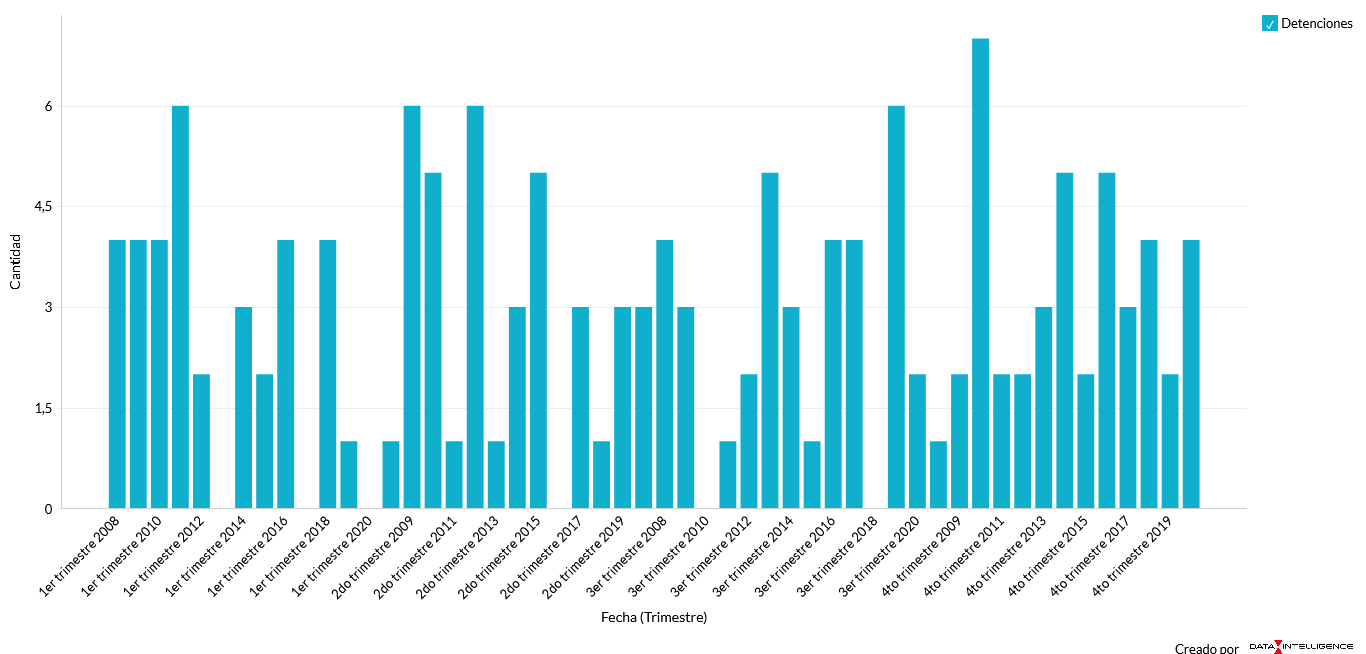 Detenciones
Cantidad
6
4,5
3
1,5
0
1er trimestre 2008
1er trimestre 2010
1er trimestre 2012
1er trimestre 2014
1er trimestre 2016
1er trimestre 2018
1er trimestre 2020
2do trimestre 2009
2do trimestre 2011
2do trimestre 2013
2do trimestre 2015
2do trimestre 2017
2do trimestre 2019
3er trimestre 2008
3er trimestre 2010
3er trimestre 2012
3er trimestre 2014
3er trimestre 2016
3er trimestre 2018
3er trimestre 2020
4to trimestre 2009
4to trimestre 2011
4to trimestre 2013
4to trimestre 2015
4to trimestre 2017
4to trimestre 2019
Fecha (Trimestre)
Creado por DATA INTELLIGENCE